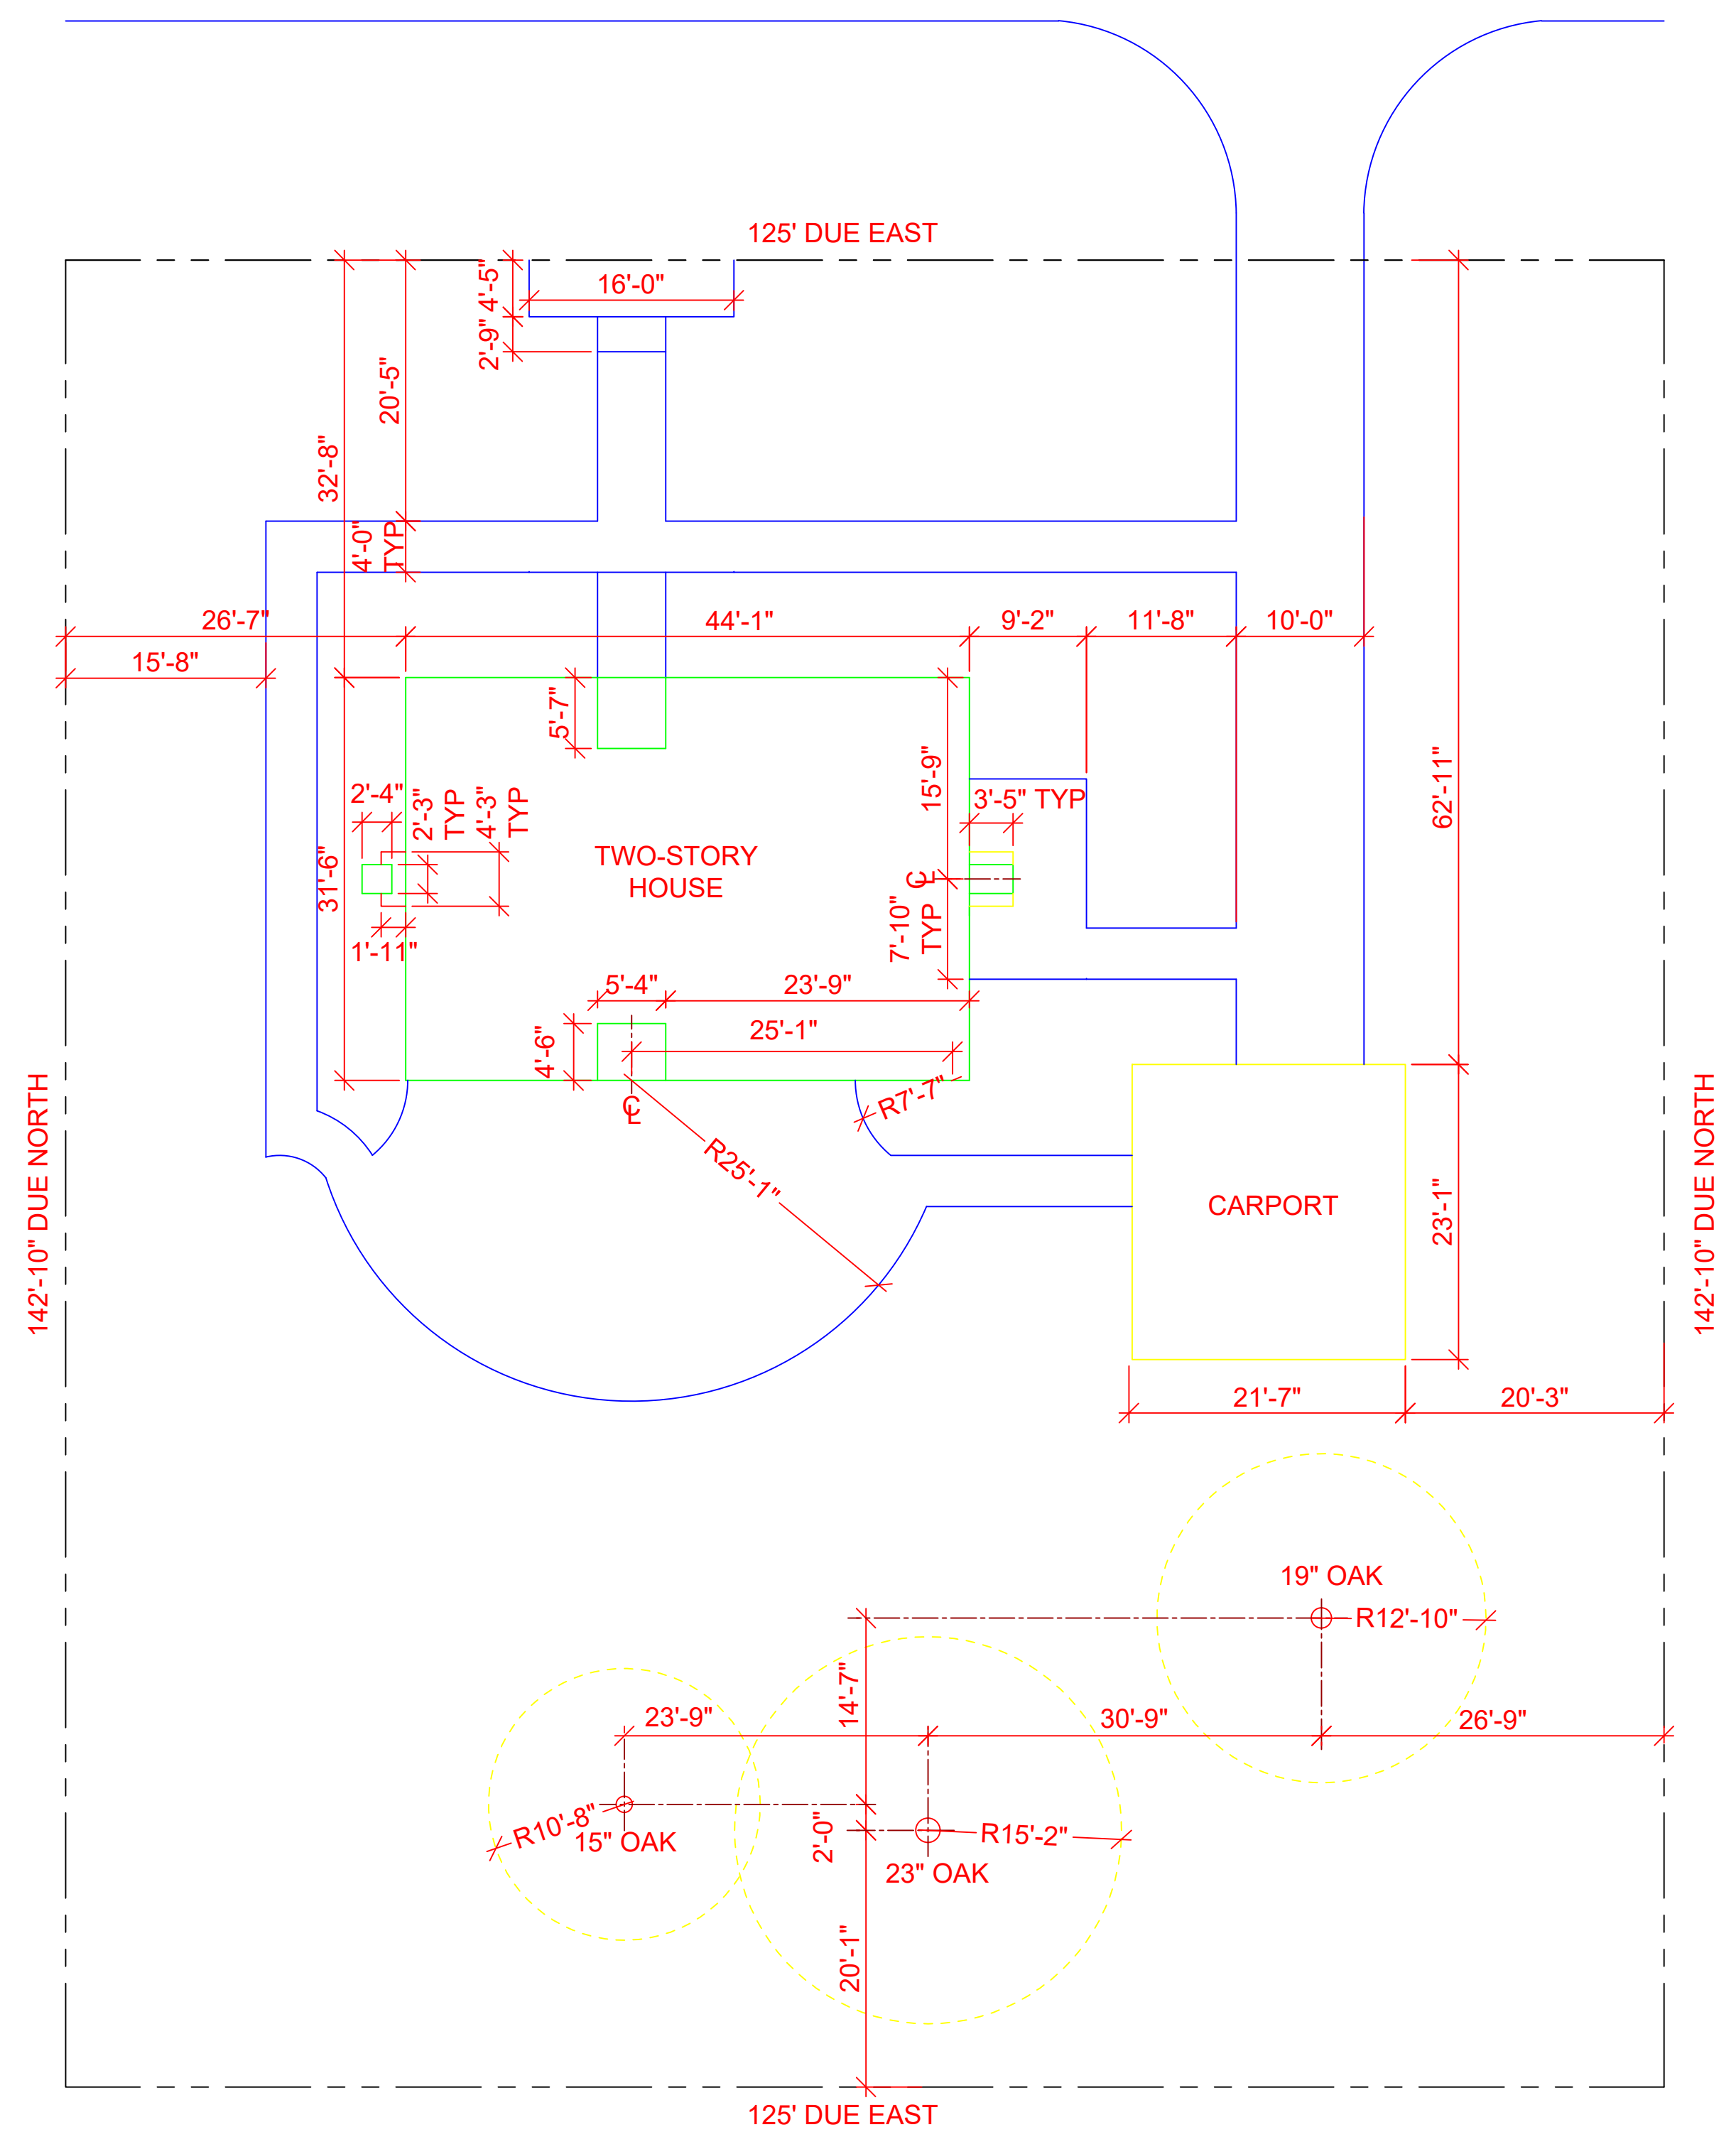 125' DUE EAST
4'-5"
16'-0"
2'-9"
20'-5"
32'-8"
4'-0"
TYP
26'-7"
44'-1"
9'-2"
11'-8"
10'-0"
15'-8"
5'-7"
15'-9"
62'-11"
2'-4"
2'-3"
TYP
4'-3"
TYP
3'-5" TYP
31'-6"
TWO-STORY
HOUSE
CL
7'-10"
TYP
1'-11"
5'-4"
23'-9"
25'-1"
4'-6"
CL
R7'-7"
R25'-1"
142'-10" DUE NORTH
142'-10" DUE NORTH
CARPORT
23'-1"
21'-7"
20'-3"
19" OAK
R12'-10"
14'-7"
23'-9"
30'-9"
26'-9"
R10'-8"
15" OAK
2'-0"
R15'-2"
23" OAK
20'-1"
125' DUE EAST